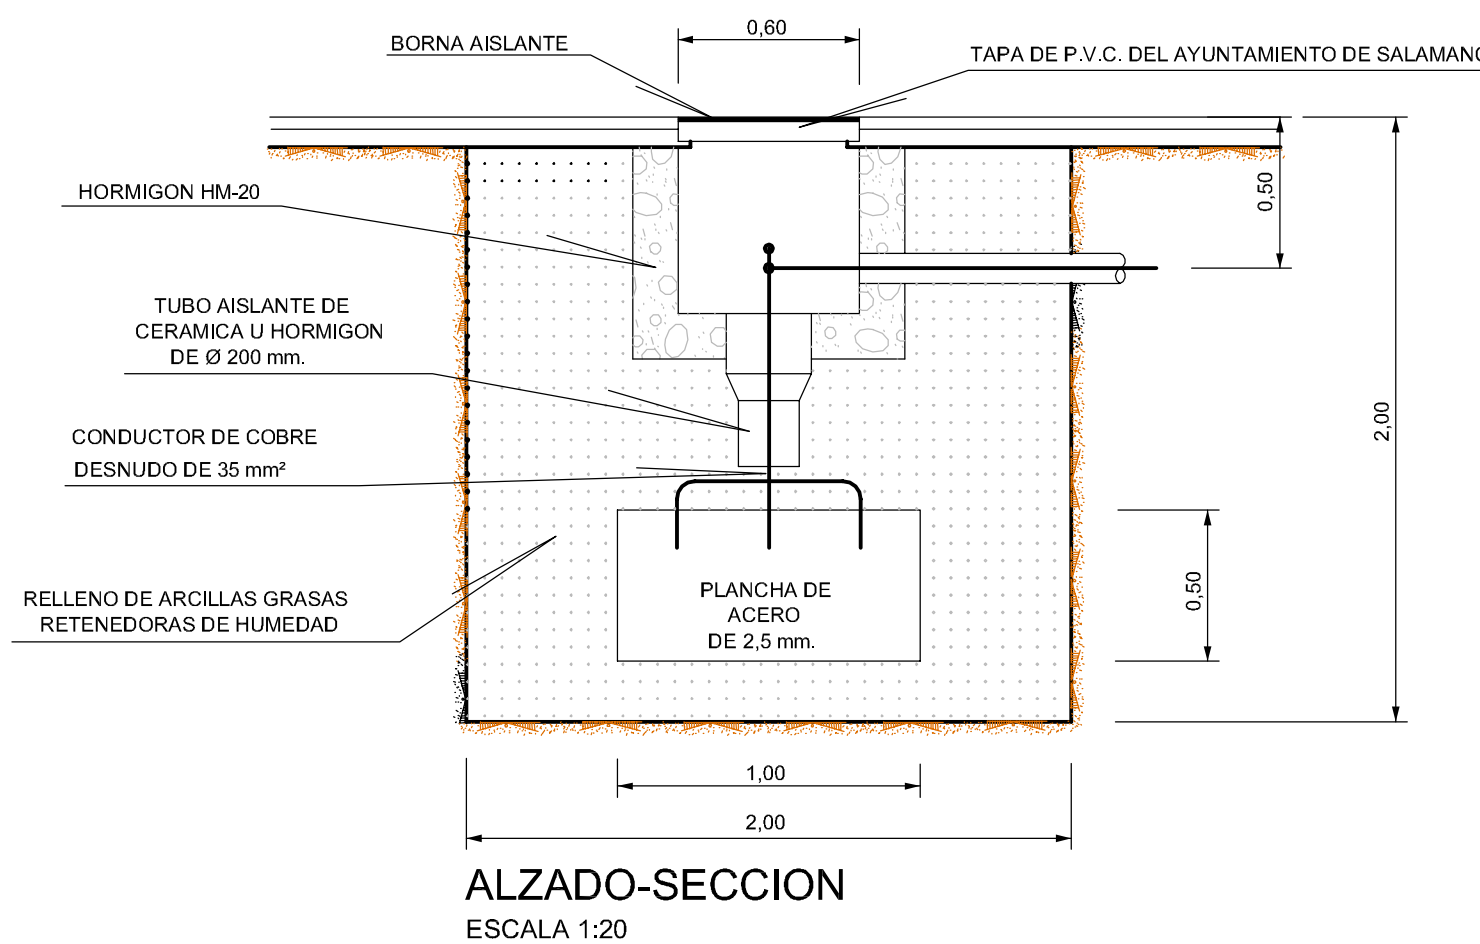 0,60
BORNA AISLANTE
TAPA DE P.V.C. DEL AYUNTAMIENTO DE
HORMIGON HM-20
0,50
TUBO AISLANTE DE
CERAMICA U HORMIGON
DE Ø 200 mm.
2,00
CONDUCTOR DE COBRE
DESNUDO DE 35 mm²
0,50
PLANCHA DE
ACERO
DE 2,5 mm.
RELLENO DE ARCILLAS GRASAS
RETENEDORAS DE HUMEDAD
1,00
2,00
ALZADO-SECCION
ESCALA 1:20